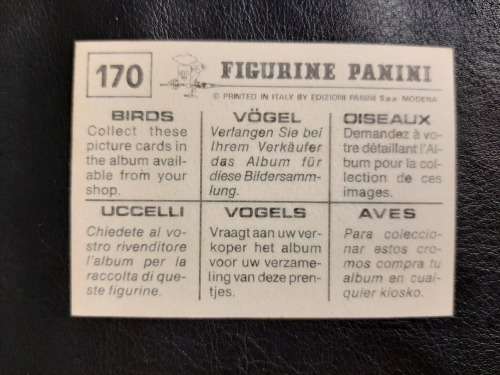 170
FIGURINE PANINI
© PRINTED IN ITALY BY EDIZIONI PANINI S.p.A. MODENA
BIRDS
Collect these
picture cards in
the album avail-
able from your
shop.
VÖGEL
Verlangen Sie bei
Ihrem Verkäufer
das Album für
diese Bildersamm-
lung.
OISEAUX
Demandez à vo-
tre détaillant l'Al-
bum pour la col-
lection de ces
images.
UCCELLI
Chiedete al vo-
stro rivenditore
l'album per la
raccolta di que-
ste figurine.
VOGELS
Vraagt aan uw ver-
koper het album
voor uw verzame-
ling van deze pren-
tjes.
AVES
Para coleccio-
nar estos cro-
mos compra tu
album en cual-
quier kiosko.